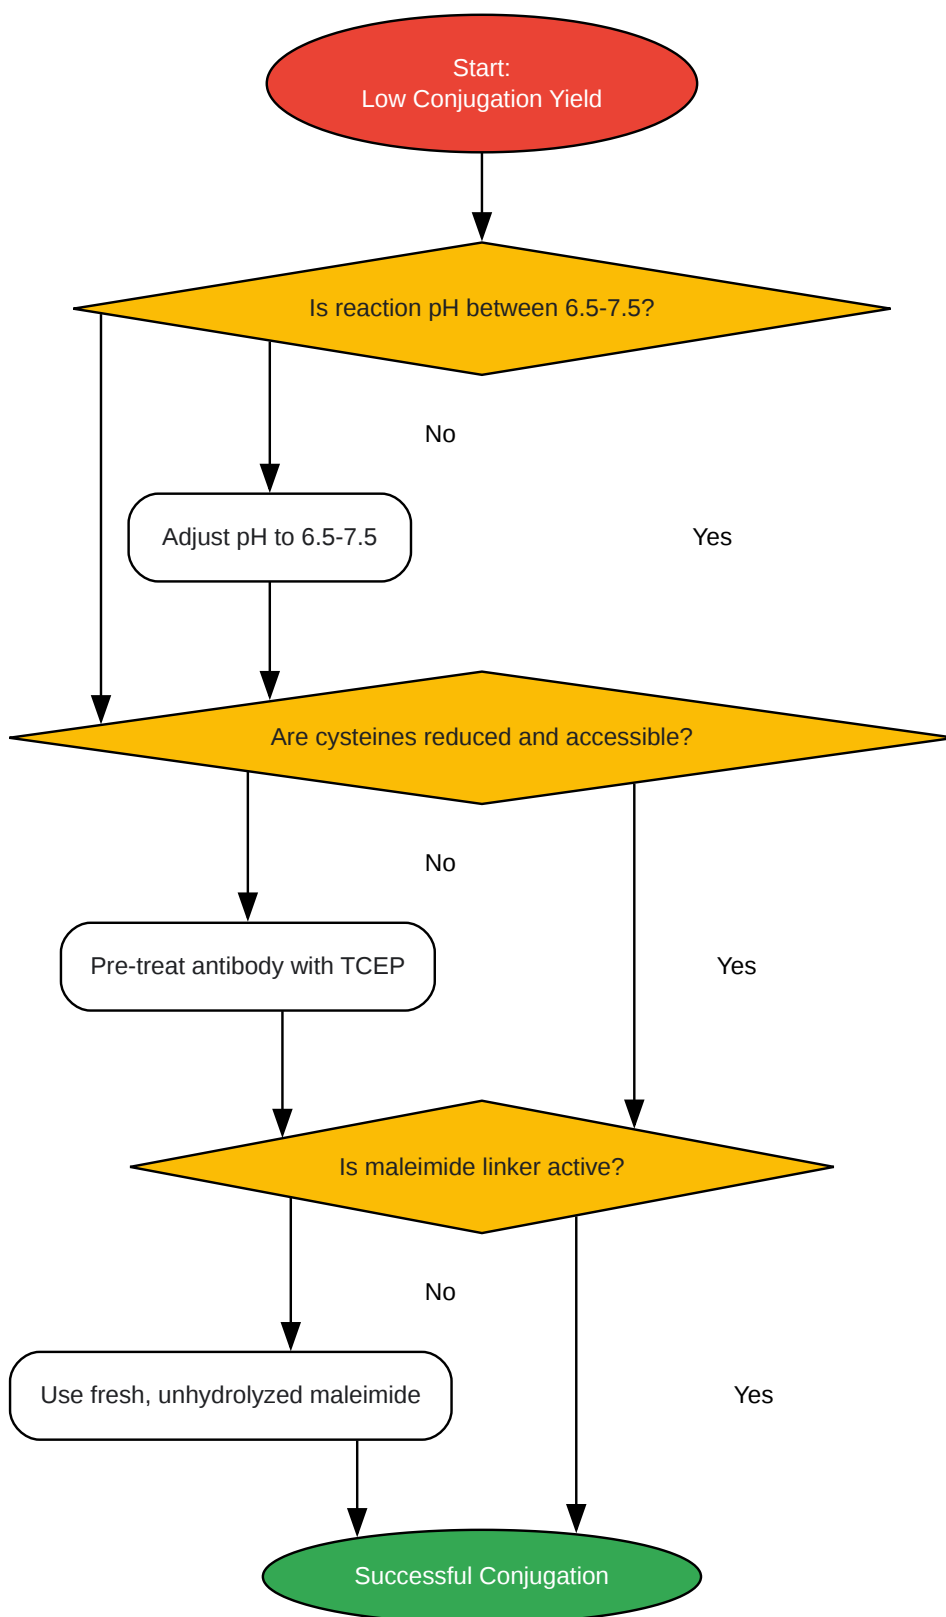 Start:
Low Conjugation Yield
Is reaction pH between 6.5-7.5?
No
Adjust pH to 6.5-7.5
Yes
Are cysteines reduced and accessible?
No
Pre-treat antibody with TCEP
Yes
Is maleimide linker active?
No
Use fresh, unhydrolyzed maleimide
Yes
Successful Conjugation